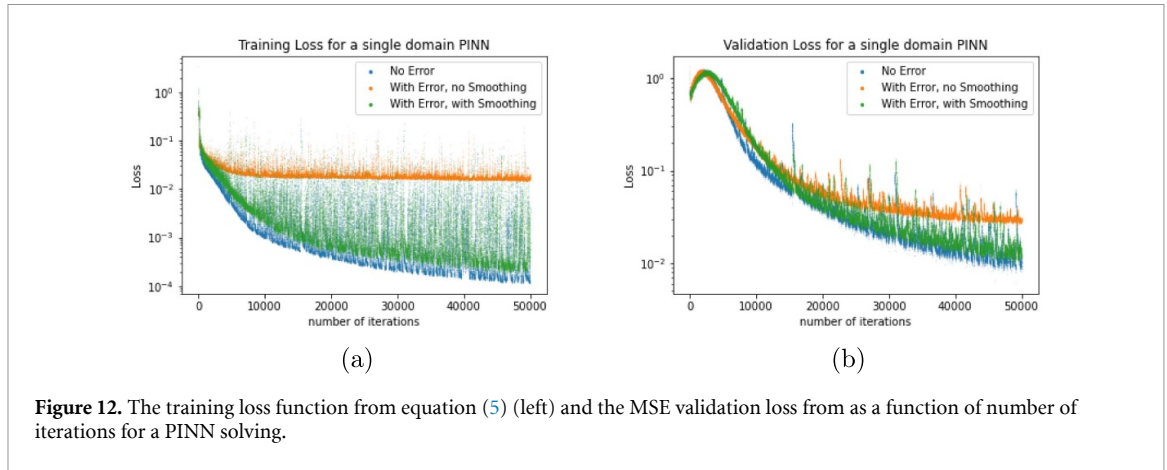 Training Loss for a single domain PINN
No Error
With Error, no Smoothing
With Error, with Smoothing
Loss
10⁰
10⁻¹
10⁻²
10⁻³
10⁻⁴
0 10000 20000 30000 40000 50000
number of iterations
(a)
Validation Loss for a single domain PINN
No Error
With Error, no Smoothing
With Error, with Smoothing
Loss
10⁰
10⁻¹
10⁻²
0 10000 20000 30000 40000 50000
number of iterations
(b)
Figure 12. The training loss function from equation (5) (left) and the MSE validation loss from as a function of number of
iterations for a PINN solving.